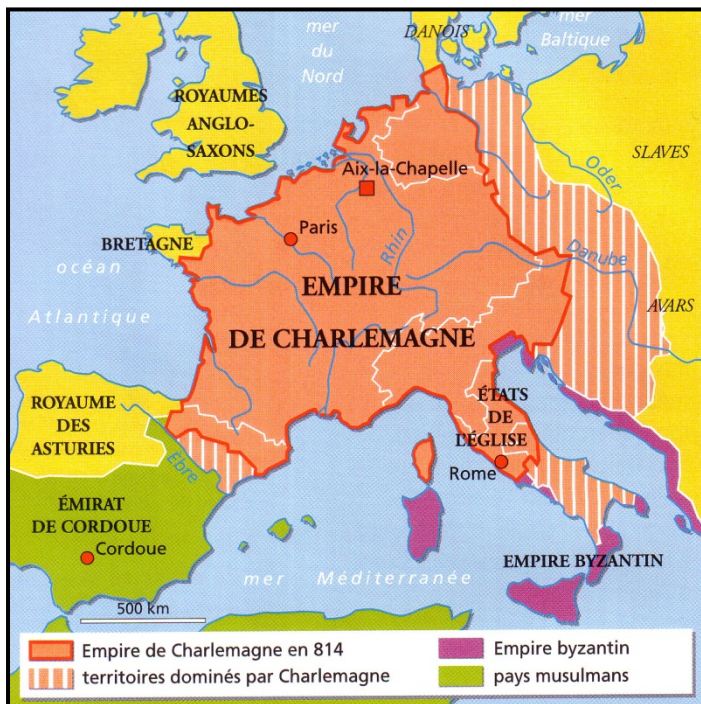 mer
du
Nord
DANOIS
mer
Baltique
ROYAUMES
ANGLO-
SAXONS
SLAVES
Oder
Aix-la-Chapelle
Paris
BRETAGNE
Rhin
Danube
océan
Atlantique
EMPIRE
DE CHARLEMAGNE
AVARS
ROYAUME
DES
ASTURIES
ÉTATS
DE
L'ÉGLISE
Èbre
Rome
ÉMIRAT
DE CORDOUE
Cordoue
EMPIRE BYZANTIN
mer Méditerranée
500 km
Empire de Charlemagne en 814
Empire byzantin
territoires dominés par Charlemagne
pays musulmans